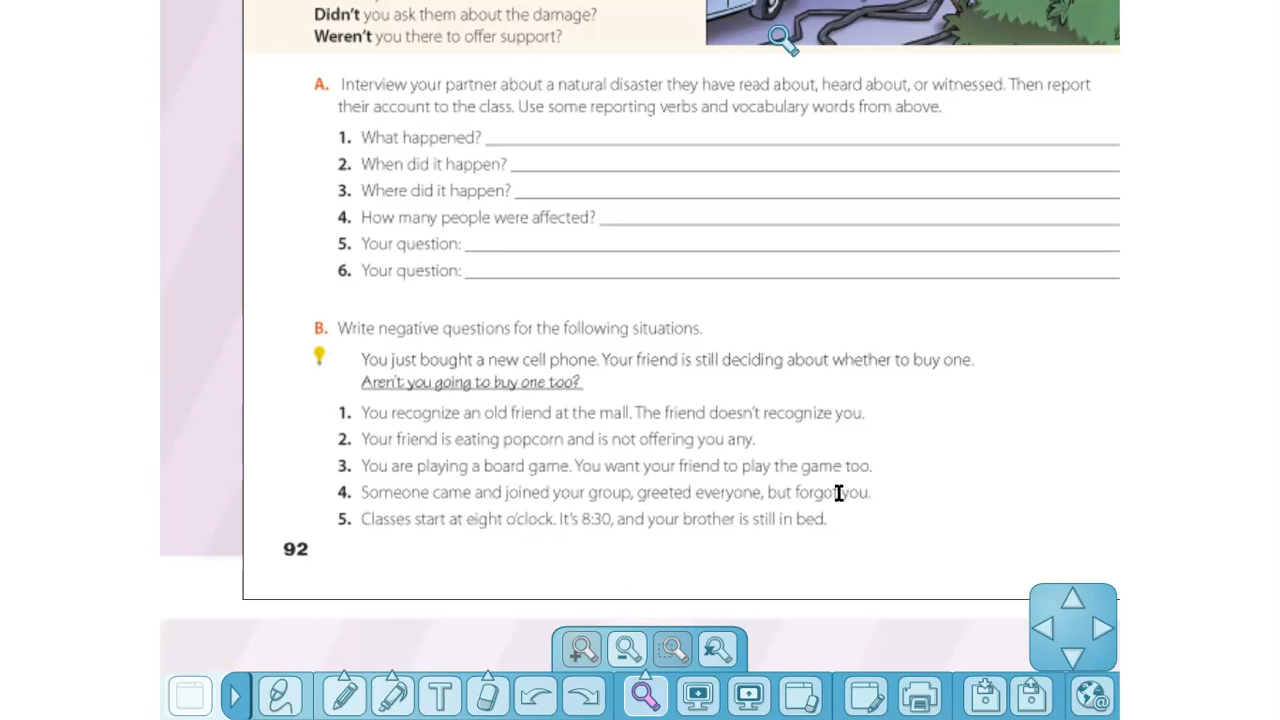 Didn't you ask them about the damage?
Weren't you there to offer support?
A. Interview your partner about a natural disaster they have read about, heard about, or witnessed. Then report
their account to the class. Use some reporting verbs and vocabulary words from above.
1. What happened?
2. When did it happen?
3. Where did it happen?
4. How many people were affected?
5. Your question:
6. Your question:
B. Write negative questions for the following situations.
You just bought a new cell phone. Your friend is still deciding about whether to buy one.
Aren't you going to buy one too?
1. You recognize an old friend at the mall. The friend doesn't recognize you.
2. Your friend is eating popcorn and is not offering you any.
3. You are playing a board game. You want your friend to play the game too.
4. Someone came and joined your group, greeted everyone, but forgot you.
5. Classes start at eight o'clock. It's 8:30, and your brother is still in bed.
92